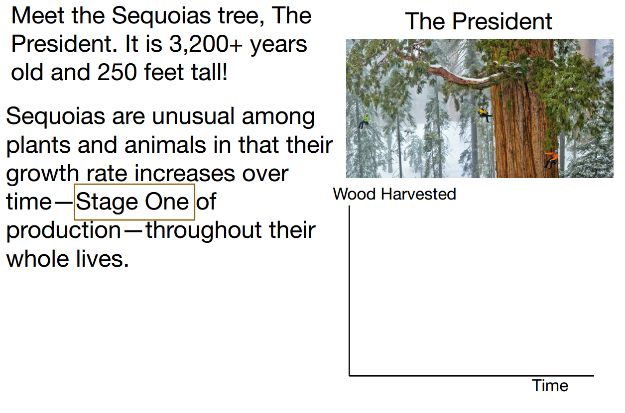 Meet the Sequoias tree, The
President. It is 3,200+ years
old and 250 feet tall!
Sequoias are unusual among
plants and animals in that their
growth rate increases over
time—Stage One of
production—throughout their
whole lives.
The President
Wood Harvested
Time